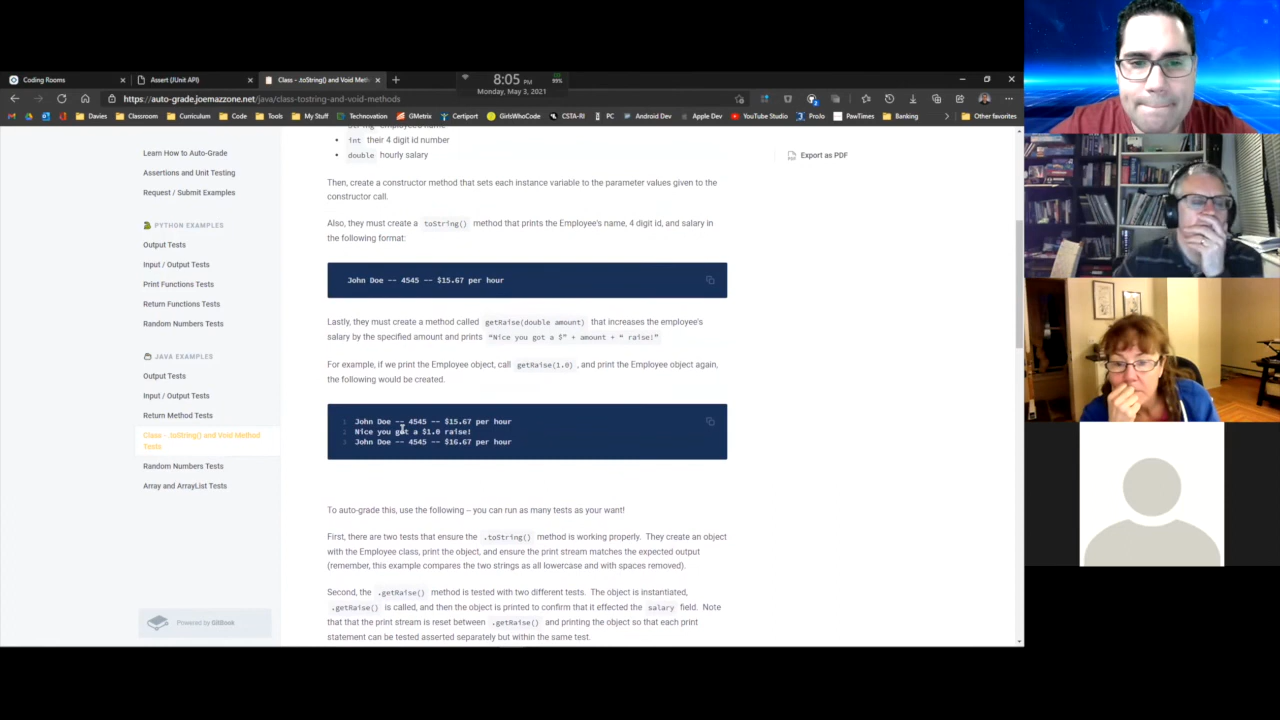 Coding Rooms
Assert (JUnit API)
Class - .toString() and Void Meth
8:05 PM
99%
Monday, May 3, 2021
https://auto-grade.joemazzone.net/java/class-tostring-and-void-methods
Davies
Classroom
Curriculum
Code
Tools
My Stuff
Technovation
GMetrix
Certiport
GirlsWhoCode
CSTA-RI
PC
Android Dev
Apple Dev
YouTube Studio
ProJo
PawTimes
Banking
Other favorites
Learn How to Auto-Grade
Assertions and Unit Testing
Request / Submit Examples
PYTHON EXAMPLES
Output Tests
Input / Output Tests
Print Functions Tests
Return Functions Tests
Random Numbers Tests
JAVA EXAMPLES
Output Tests
Input / Output Tests
Return Method Tests
Class - .toString() and Void Method
Tests
Random Numbers Tests
Array and ArrayList Tests
Powered by GitBook
int their 4 digit id number
double hourly salary
Then, create a constructor method that sets each instance variable to the parameter values given to the
constructor call.
Also, they must create a toString() method that prints the Employee's name, 4 digit id, and salary in
the following format:
John Doe -- 4545 -- $15.67 per hour
Lastly, they must create a method called getRaise(double amount) that increases the employee's
salary by the specified amount and prints "Nice you got a $" + amount + " raise!"
For example, if we print the Employee object, call getRaise(1.0) , and print the Employee object again,
the following would be created.
1 John Doe -- 4545 -- $15.67 per hour
2 Nice you got a $1.0 raise!
3 John Doe -- 4545 -- $16.67 per hour
To auto-grade this, use the following – you can run as many tests as your want!
First, there are two tests that ensure the .toString() method is working properly. They create an object
with the Employee class, print the object, and ensure the print stream matches the expected output
(remember, this example compares the two strings as all lowercase and with spaces removed).
Second, the .getRaise() method is tested with two different tests. The object is instantiated,
.getRaise() is called, and then the object is printed to confirm that it effected the salary field. Note
that that the print stream is reset between .getRaise() and printing the object so that each print
statement can be tested asserted separately but within the same test.
Export as PDF